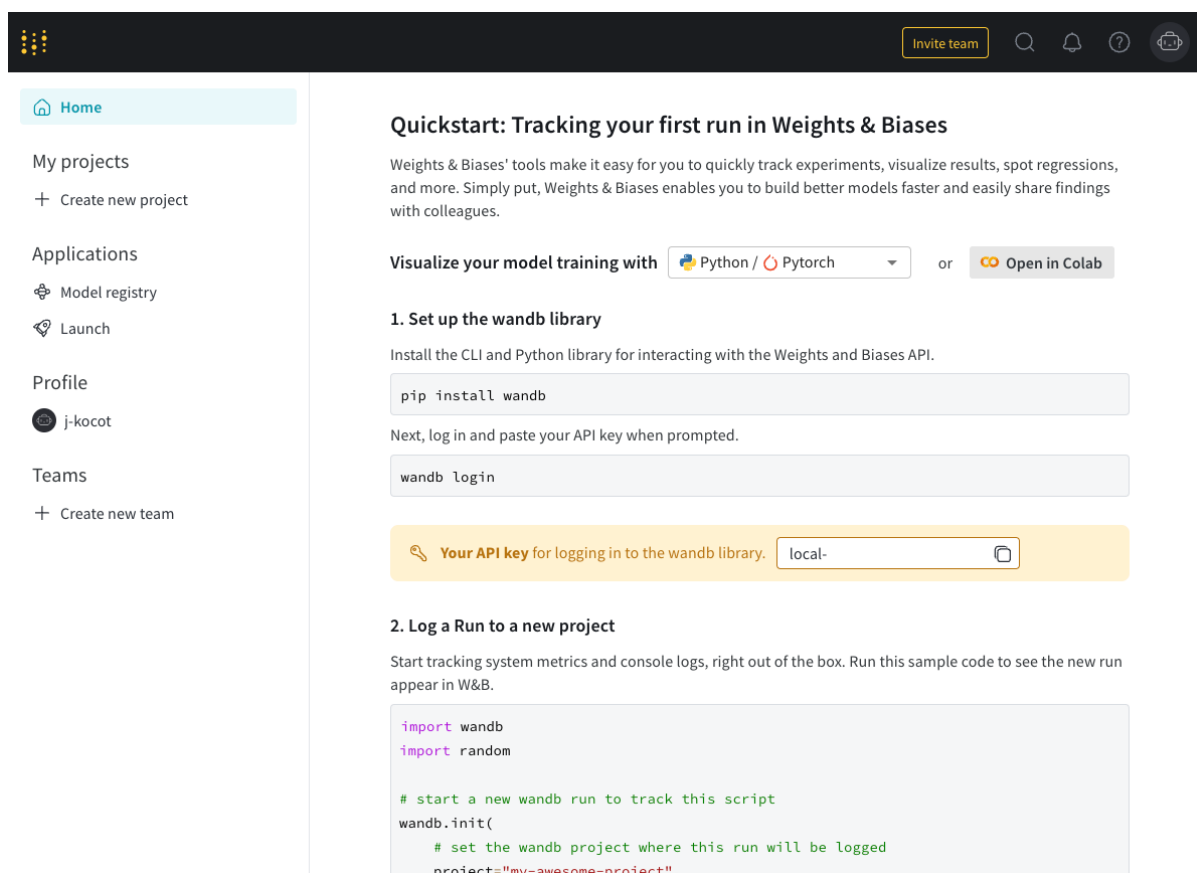 Invite team
Home
My projects
Create new project
Applications
Model registry
Launch
Profile
j-kocot
Teams
Create new team
Quickstart: Tracking your first run in Weights & Biases
Weights & Biases' tools make it easy for you to quickly track experiments, visualize results, spot regressions,
and more. Simply put, Weights & Biases enables you to build better models faster and easily share findings
with colleagues.
Visualize your model training with Python / Pytorch or Open in Colab
1. Set up the wandb library
Install the CLI and Python library for interacting with the Weights and Biases API.
pip install wandb
Next, log in and paste your API key when prompted.
wandb login
Your API key for logging in to the wandb library. local-
2. Log a Run to a new project
Start tracking system metrics and console logs, right out of the box. Run this sample code to see the new run
appear in W&B.
import wandb
import random
# start a new wandb run to track this script
wandb.init(
# set the wandb project where this run will be logged
project="my-awesome-project"